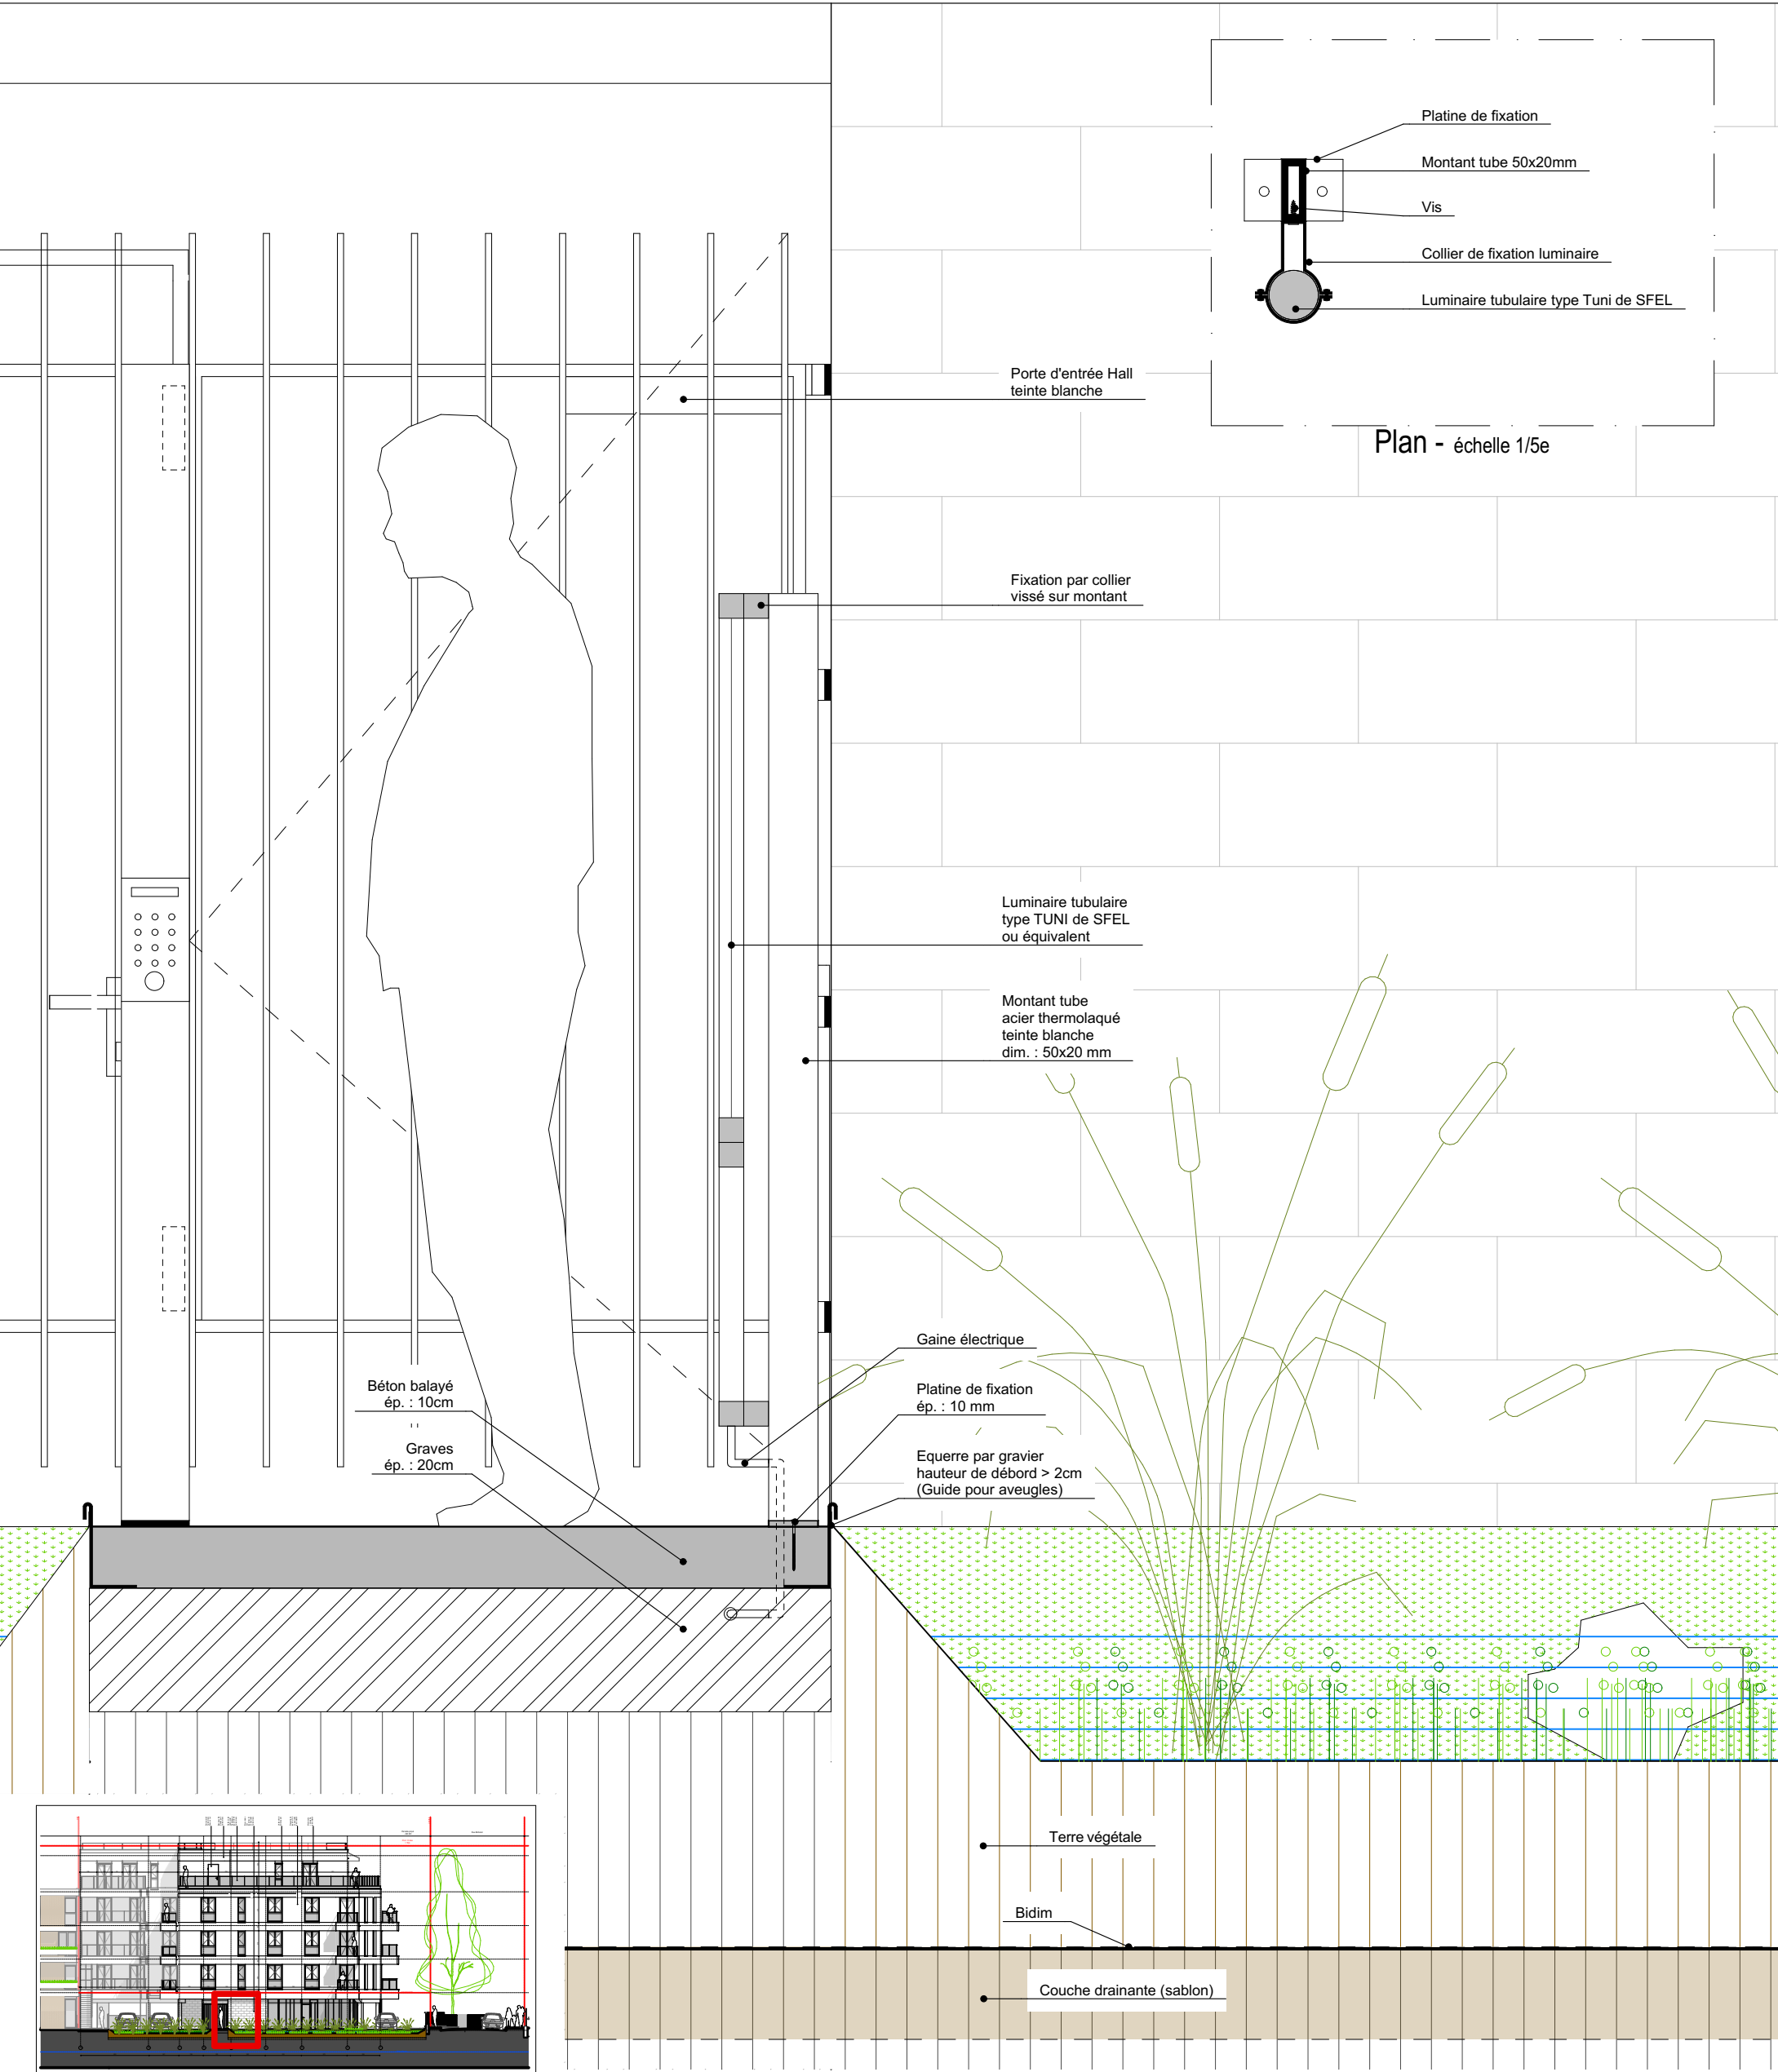 Platine de fixation
Montant tube 50x20mm
Vis
Collier de fixation luminaire
Luminaire tubulaire type Tuni de SFEL
Plan - échelle 1/5e
Porte d'entrée Hall
teinte blanche
Fixation par collier
vissé sur montant
Luminaire tubulaire
type TUNI de SFEL
ou équivalent
Montant tube
acier thermolaqué
teinte blanche
dim. : 50x20 mm
Gaine électrique
Platine de fixation
ép. : 10 mm
Equerre par gravier
hauteur de débord > 2cm
(Guide pour aveugles)
Béton balayé
ép. : 10cm
Graves
ép. : 20cm
Terre végétale
Bidim
Couche drainante (sablon)